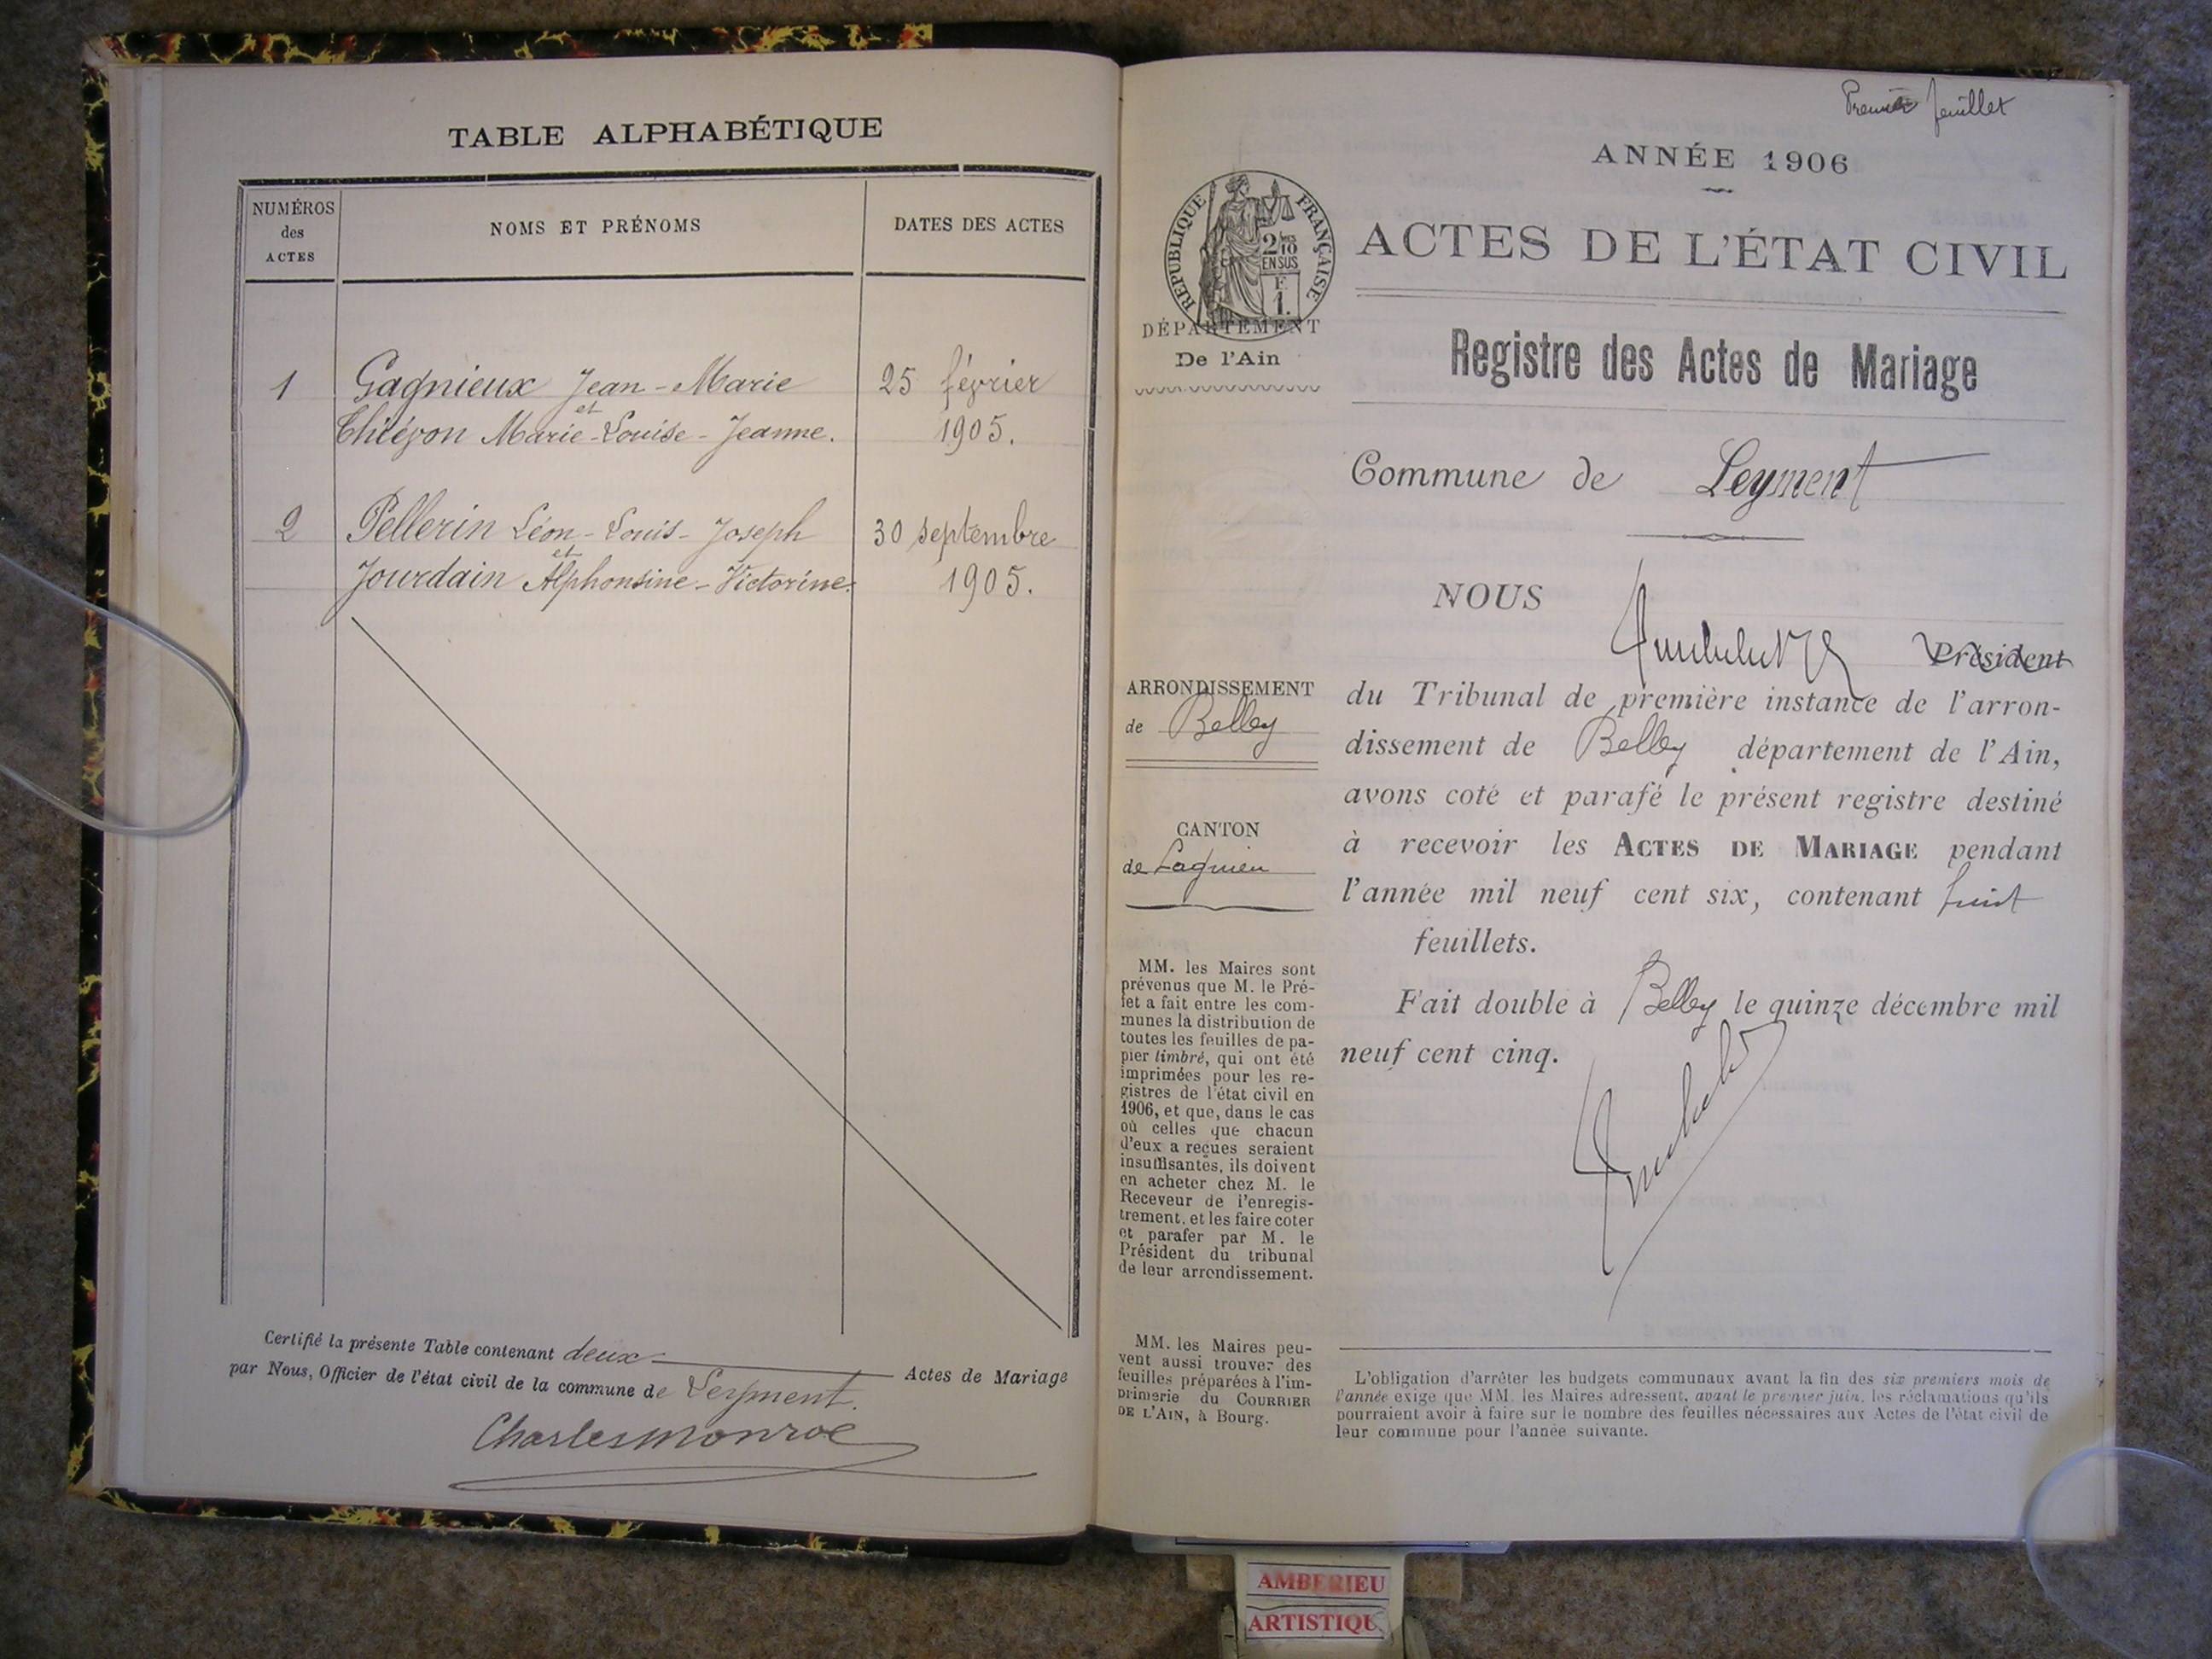 TABLE ALPHABÉTIQUE
NUMÉROS
des
ACTES
NOMS ET PRÉNOMS
DATES DES ACTES
1
Gagnieux Jean-Marie
25 février
et
Marie-Louise-Jeanne.
1905.
2
Pellerin Léon-Louis-Joseph
30 septembre
et
Jourdain Alphonsine-Victorine.
1905.
Certifié la présente Table contenant deux
Actes de Mariage
par Nous, Officier de l'état civil de la commune de Leyment.
Charles Monroe
Premier feuillet
ANNÉE 1906
RÉPUBLIQUE FRANÇAISE
2/10 EN SUS
F. 1.
DÉPARTEMENT
De l'Ain
ACTES DE L'ÉTAT CIVIL
Registre des Actes de Mariage
Commune de Leyment
NOUS
Président
du Tribunal de première instance de l'arron-
dissement de Belley département de l'Ain,
avons coté et parafé le présent registre destiné
à recevoir les ACTES DE MARIAGE pendant
l'année mil neuf cent six, contenant huit
feuillets.
Fait double à Belley le quinze décembre mil
neuf cent cinq.
ARRONDISSEMENT
de Belley
CANTON
de Lagnieu
MM. les Maires sont
prévenus que M. le Pré-
fet a fait entre les com-
munes la distribution de
toutes les feuilles de pa-
pier timbré, qui ont été
imprimées pour les re-
gistres de l'état civil en
1906, et que, dans le cas
où celles que chacun
d'eux a reçues seraient
insuffisantes, ils doivent
en acheter chez M. le
Receveur de l'enregis-
trement, et les faire coter
et parafer par M. le
Président du tribunal
de leur arrondissement.
MM. les Maires peu-
vent aussi trouver des
feuilles préparées à l'im-
primerie du COURRIER
DE L'AIN, à Bourg.
L'obligation d'arrêter les budgets communaux avant la fin des six premiers mois de
l'année exige que MM. les Maires adressent, avant le premier juin, les réclamations qu'ils
pourraient avoir à faire sur le nombre des feuilles nécessaires aux Actes de l'état civil de
leur commune pour l'année suivante.
AMBERIEU
ARTISTIQUE